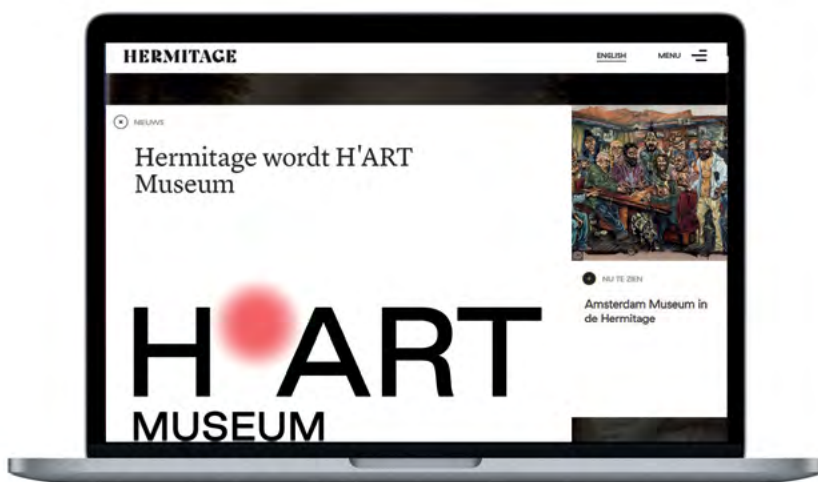 HERMITAGE
ENGLISH
MENU
NIEUWS
Hermitage wordt H'ART
Museum
H ART
MUSEUM
NU TE ZIEN
Amsterdam Museum in
de Hermitage